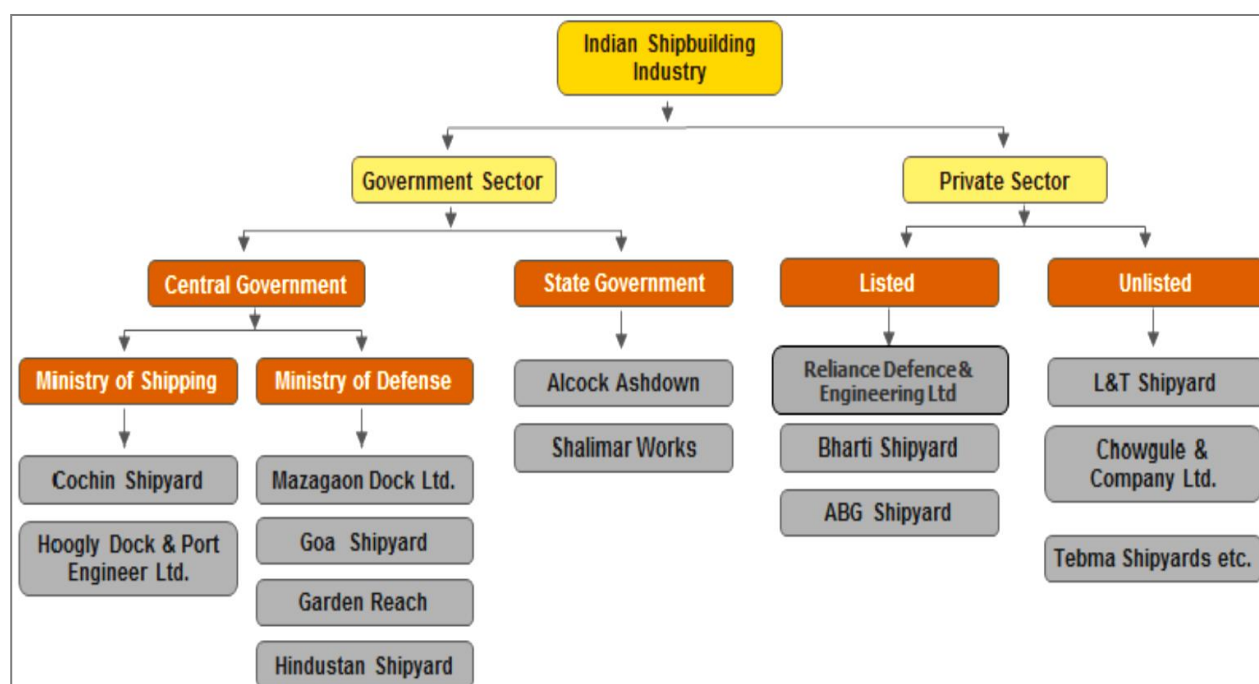 Indian Shipbuilding
Industry
Government Sector
Private Sector
Central Government
State Government
Listed
Unlisted
Ministry of Shipping
Ministry of Defense
Alcock Ashdown
Reliance Defence &
Engineering Ltd
L&T Shipyard
Shalimar Works
Bharti Shipyard
Chowgule &
Company Ltd.
Cochin Shipyard
Mazagaon Dock Ltd.
ABG Shipyard
Hoogly Dock & Port
Engineer Ltd.
Goa Shipyard
Tebma Shipyards etc.
Garden Reach
Hindustan Shipyard